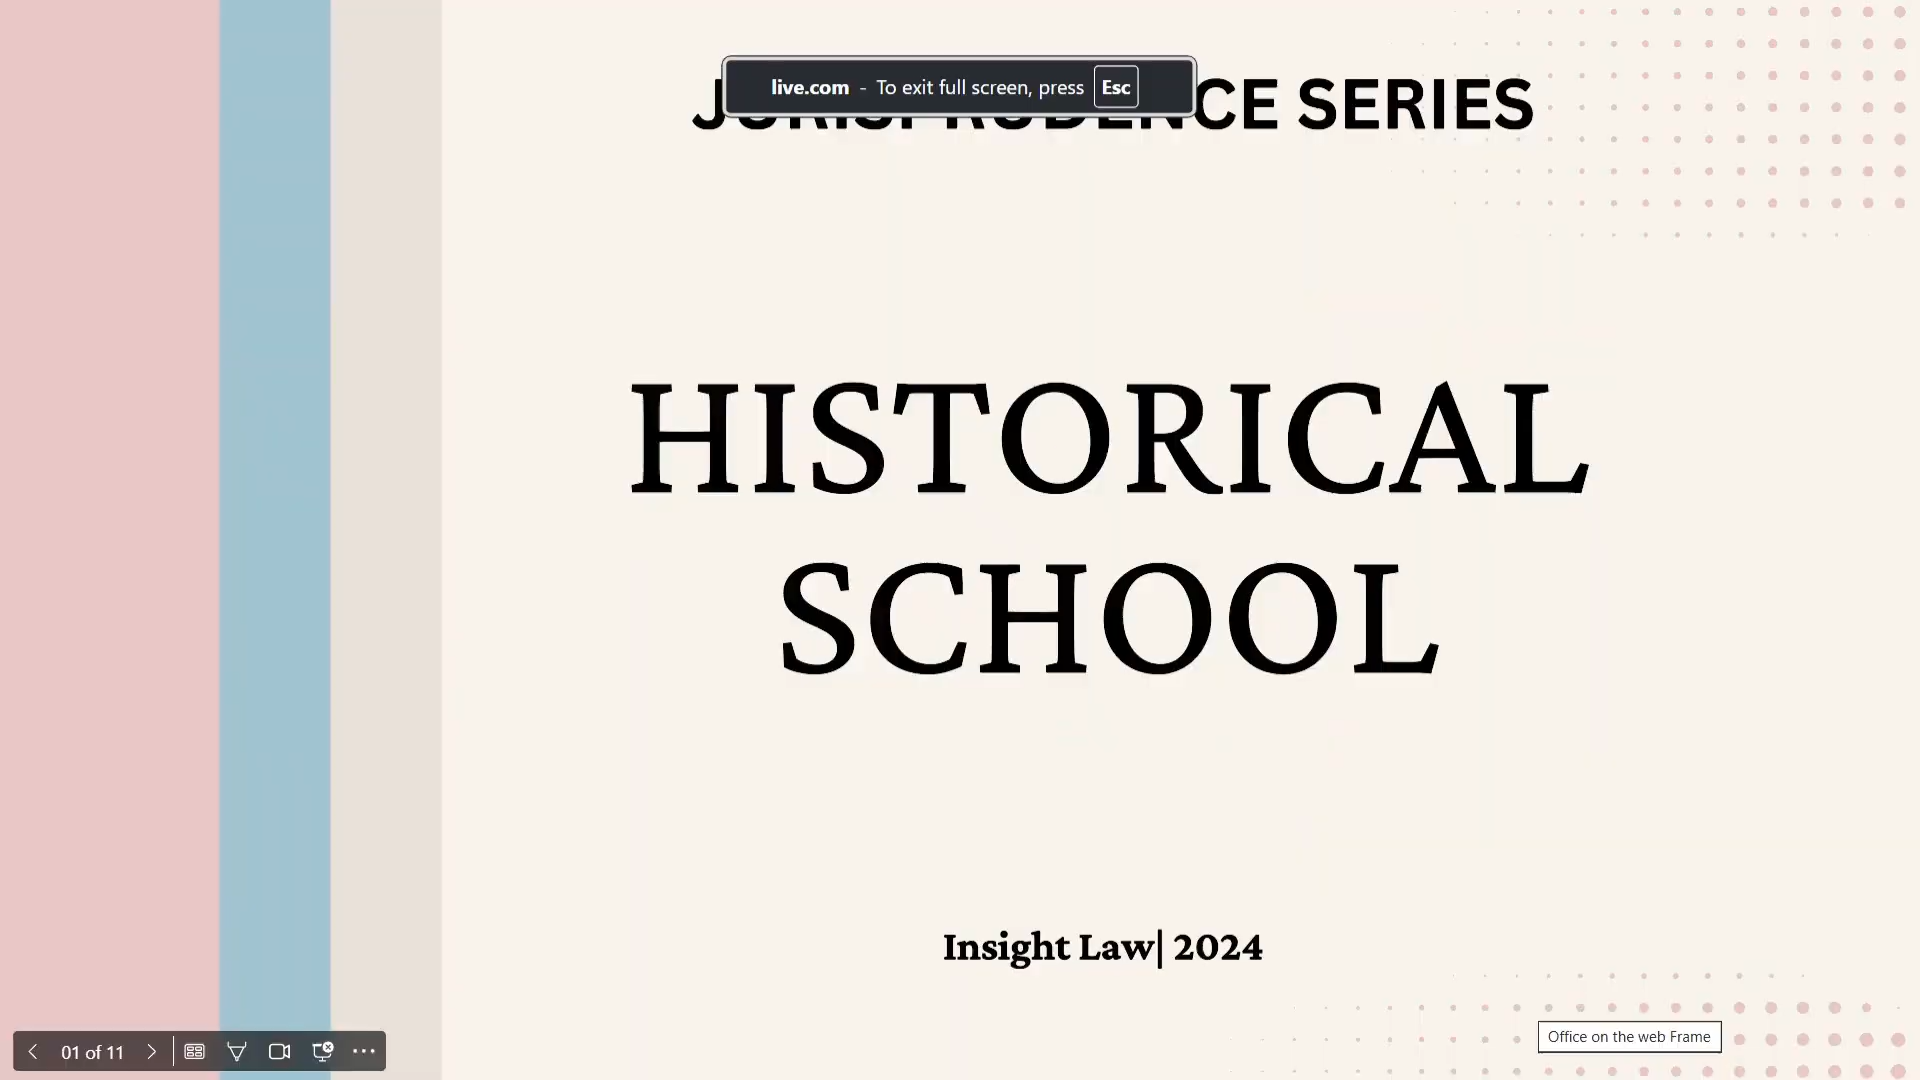 live.com - To exit full screen, press Esc
JURISPRUDENCE SERIES
HISTORICAL
SCHOOL
Insight Law| 2024
01 of 11
Office on the web Frame